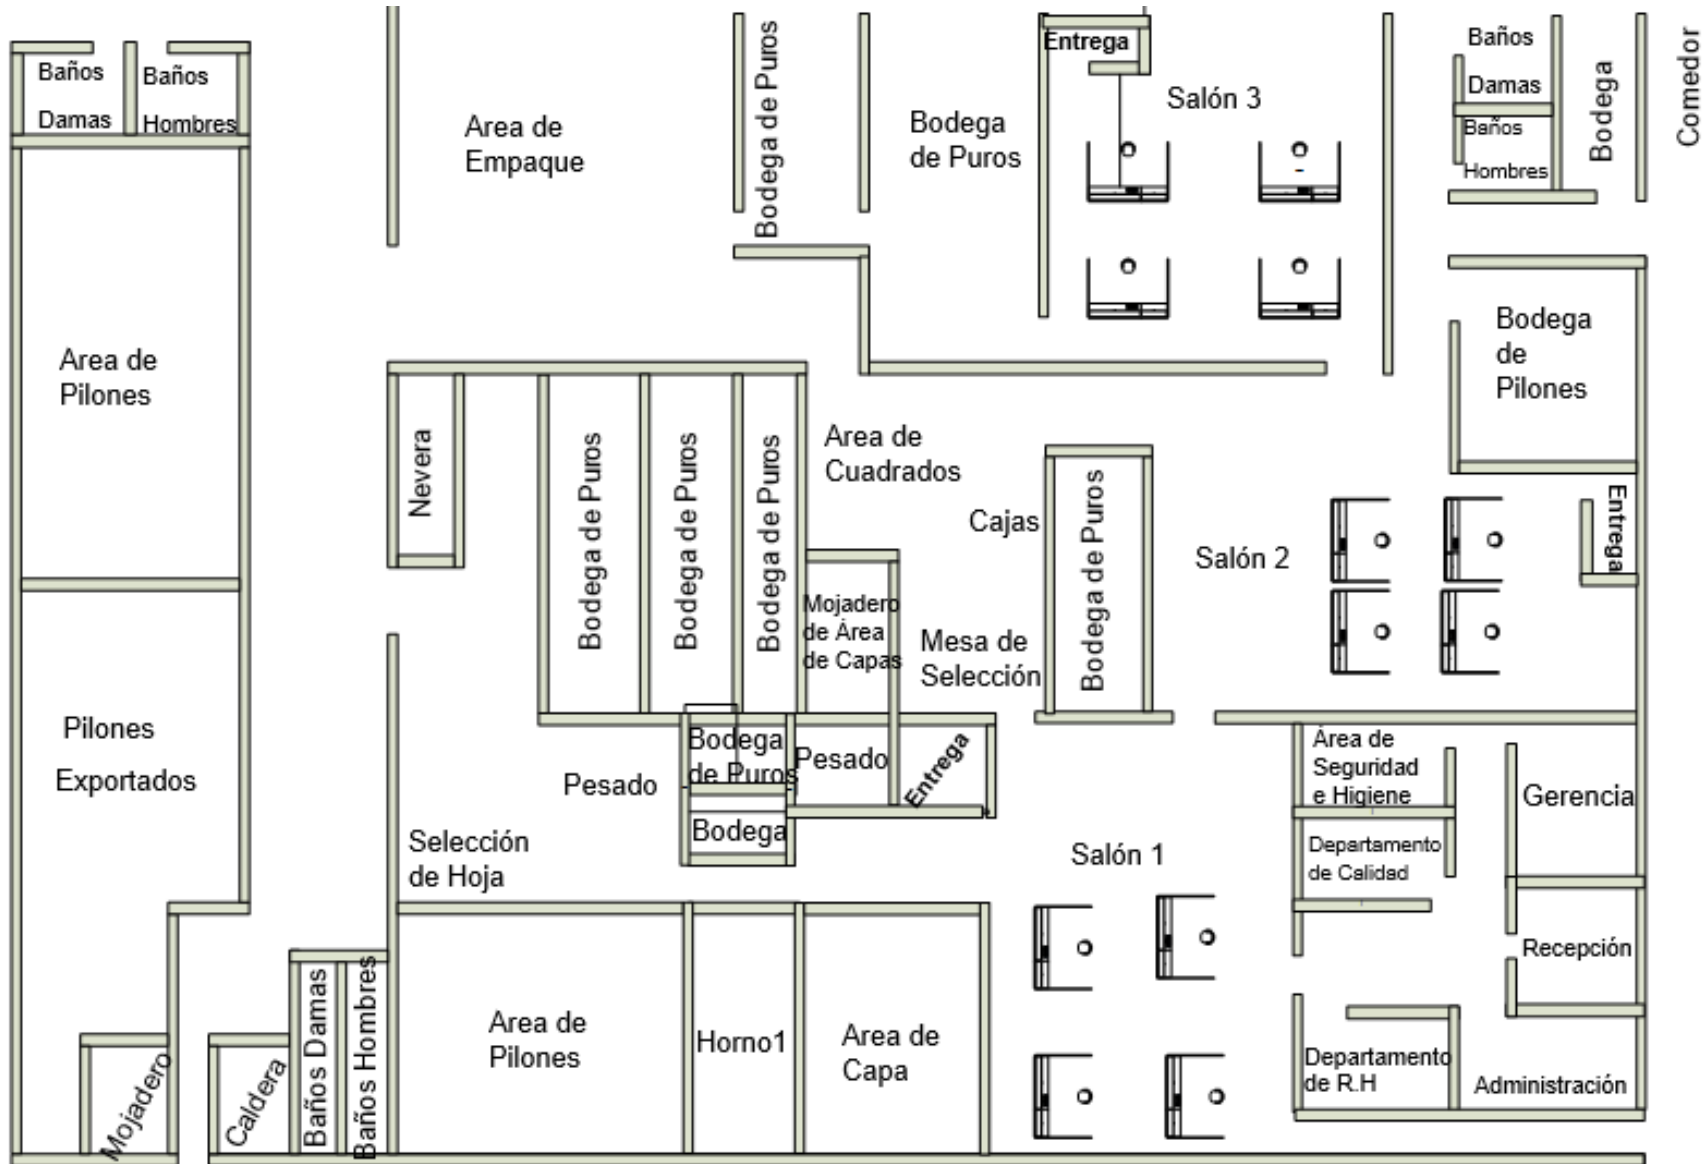 Baños
Damas
Baños
Hombres
Area de
Empaque
Bodega de Puros
Bodega
de Puros
Entrega
Salón 3
Baños
Damas
Baños
Hombres
Bodega
Comedor
Area de
Pilones
Bodega
de
Pilones
Nevera
Bodega de Puros
Bodega de Puros
Bodega de Puros
Area de
Cuadrados
Cajas
Bodega de Puros
Salón 2
Entrega
Mojadero
de Área
de Capas
Mesa de
Selección
Pilones
Exportados
Pesado
Bodega
de Puros
Pesado
Entrega
Bodega
Selección
de Hoja
Salón 1
Área de
Seguridad
e Higiene
Gerencia
Departamento
de Calidad
Recepción
Mojadero
Caldera
Baños Damas
Baños Hombres
Area de
Pilones
Horno1
Area de
Capa
Departamento
de R.H
Administración